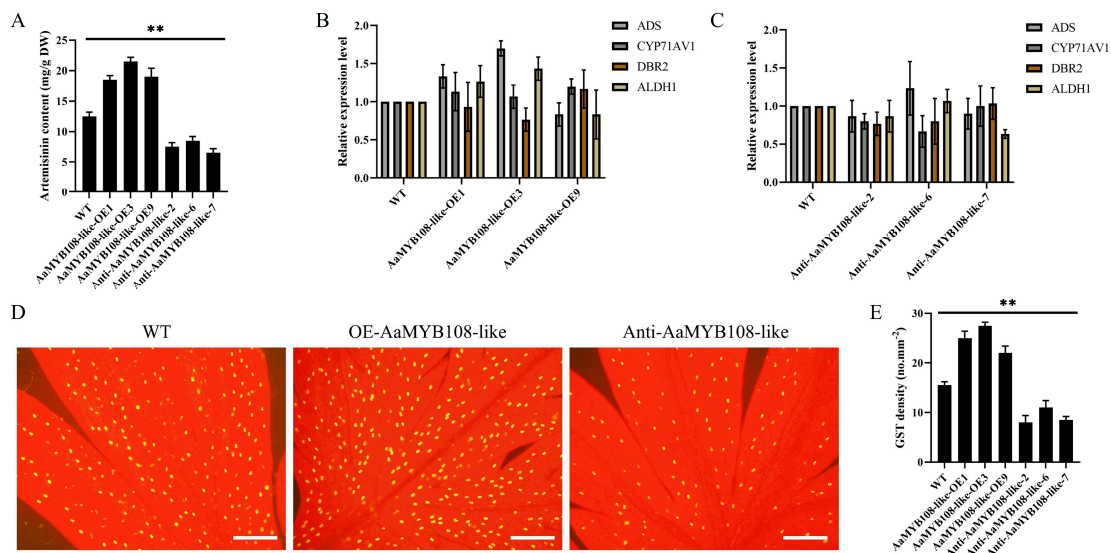 A
**
Artemisinin content (mg/g DW)
25
20
15
10
5
0
WT
AaMYB108-like-OE1
AaMYB108-like-OE3
AaMYB108-like-OE9
Anti-AaMYB108-like-2
Anti-AaMYB108-like-6
Anti-AaMYB108-like-7
B
Relative expression level
2.0
1.5
1.0
0.5
0.0
WT
AaMYB108-like-OE1
AaMYB108-like-OE3
AaMYB108-like-OE9
ADS
CYP71AV1
DBR2
ALDH1
C
Relative expression level
2.0
1.5
1.0
0.5
0.0
WT
Anti-AaMYB108-like-2
Anti-AaMYB108-like-6
Anti-AaMYB108-like-7
ADS
CYP71AV1
DBR2
ALDH1
D
WT
OE-AaMYB108-like
Anti-AaMYB108-like
E
**
GST density (no.mm⁻²)
30
20
10
0
WT
AaMYB108-like-OE1
AaMYB108-like-OE3
AaMYB108-like-OE9
Anti-AaMYB108-like-2
Anti-AaMYB108-like-6
Anti-AaMYB108-like-7